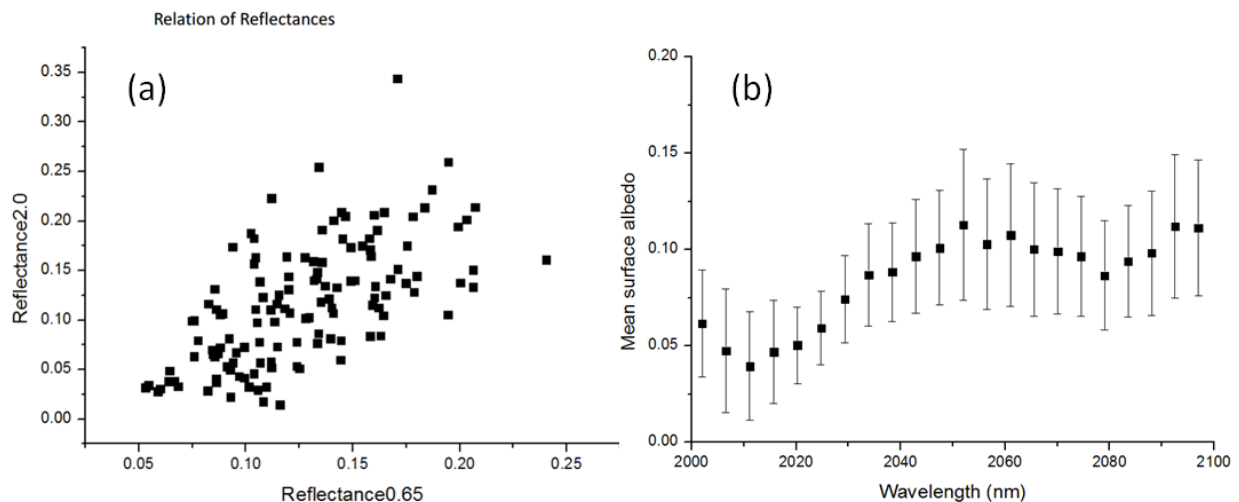 Relation of Reflectances
(a)
0.35
0.30
0.25
0.20
0.15
0.10
0.05
0.00
Reflectance2.0
0.05 0.10 0.15 0.20 0.25
Reflectance0.65
(b)
0.20
0.15
0.10
0.05
0.00
Mean surface albedo
2000 2020 2040 2060 2080 2100
Wavelength (nm)